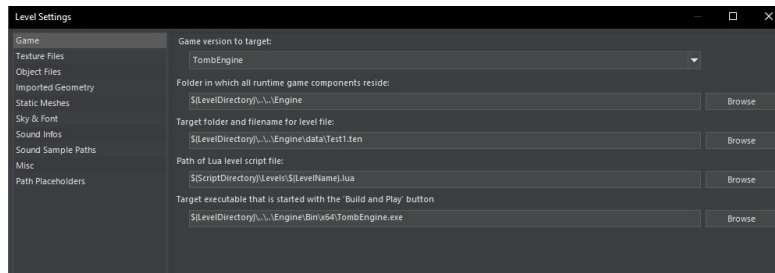 Level Settings
Game
Texture Files
Object Files
Imported Geometry
Static Meshes
Sky & Font
Sound Infos
Sound Sample Paths
Misc
Path Placeholders
Game version to target:
TombEngine
Folder in which all runtime game components reside:
$(LevelDirectory)\..\..\Engine
Browse
Target folder and filename for level file:
$(LevelDirectory)\..\..\Engine\data\Test1.ten
Browse
Path of Lua level script file:
$(ScriptDirectory)\Levels\$(LevelName).lua
Browse
Target executable that is started with the 'Build and Play' button
$(LevelDirectory)\..\..\Engine\Bin\x64\TombEngine.exe
Browse